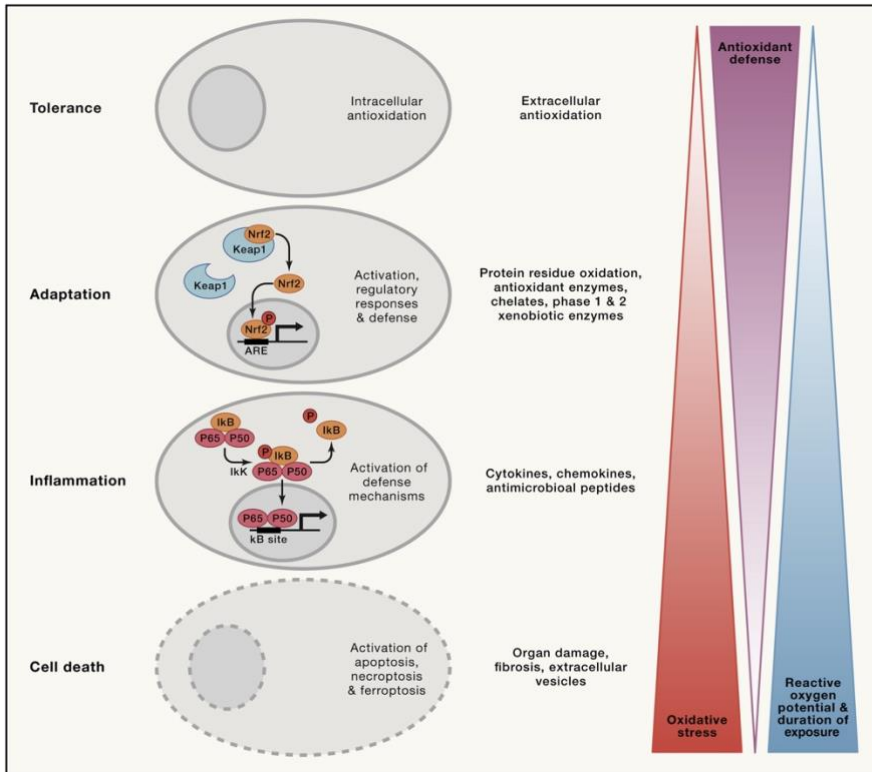 Tolerance
Intracellular
antioxidation
Extracellular
antioxidation
Antioxidant
defense
Adaptation
Nrf2
Keap1
Keap1
Nrf2
P
Nrf2
ARE
Activation,
regulatory
responses
& defense
Protein residue oxidation,
antioxidant enzymes,
chelates, phase 1 & 2
xenobiotic enzymes
Inflammation
IkB
P65 P50
IkK
P
IkB
P65 P50
P
IkB
P65 P50
kB site
Activation of
defense
mechanisms
Cytokines, chemokines,
antimicrobioal peptides
Cell death
Activation of
apoptosis,
necroptosis
& ferroptosis
Organ damage,
fibrosis, extracellular
vesicles
Oxidative
stress
Reactive
oxygen
potential &
duration of
exposure